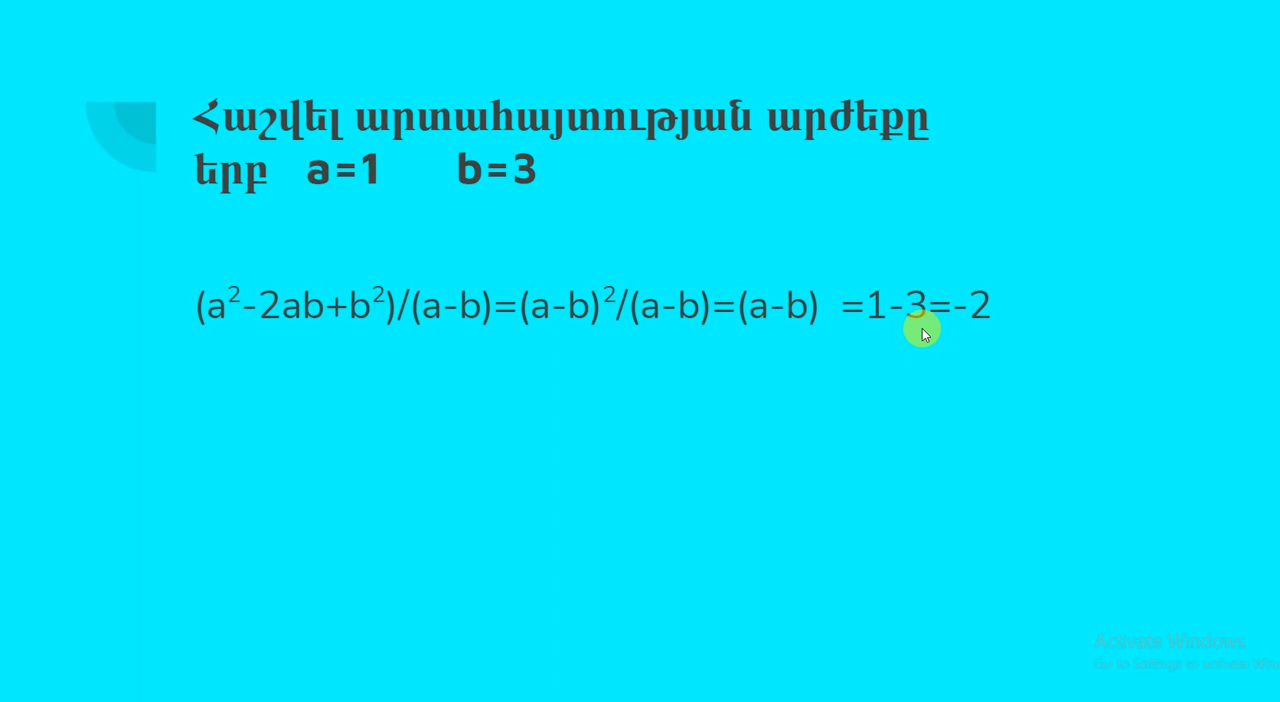 Հաշվել արտահայտության արժեքը
երբ a=1 b=3
(a²-2ab+b²)/(a-b)=(a-b)²/(a-b)=(a-b) =1-3=-2
Activate Windows
Go to Settings to activate Win